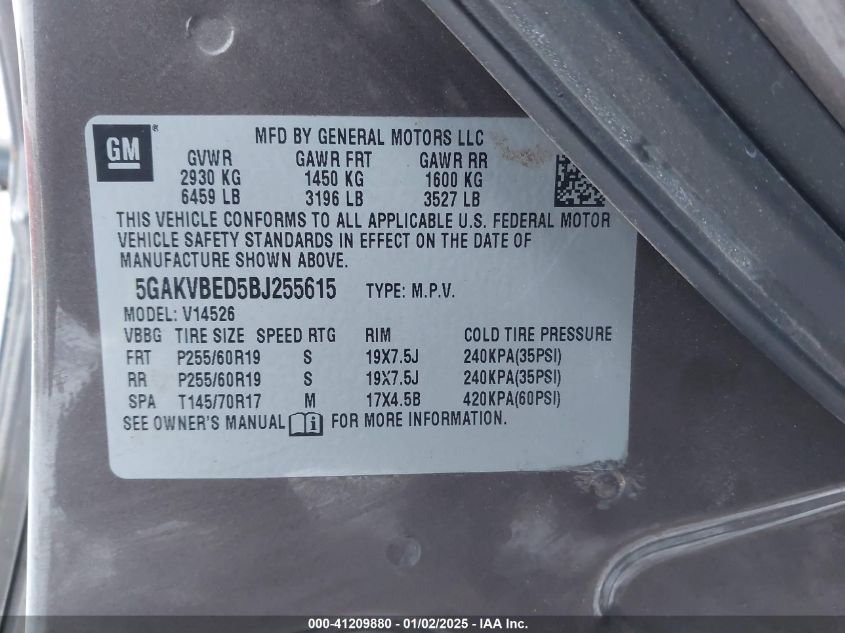 GM®
MFD BY GENERAL MOTORS LLC
GVWR GAWR FRT GAWR RR
2930 KG 1450 KG 1600 KG
6459 LB 3196 LB 3527 LB
THIS VEHICLE CONFORMS TO ALL APPLICABLE U.S. FEDERAL MOTOR
VEHICLE SAFETY STANDARDS IN EFFECT ON THE DATE OF
MANUFACTURE SHOWN ABOVE.
5GAKVBED5BJ255615 TYPE: M.P.V.
MODEL: V14526
VBBG TIRE SIZE SPEED RTG RIM COLD TIRE PRESSURE
FRT P255/60R19 S 19X7.5J 240KPA(35PSI)
RR P255/60R19 S 19X7.5J 240KPA(35PSI)
SPA T145/70R17 M 17X4.5B 420KPA(60PSI)
SEE OWNER'S MANUAL i FOR MORE INFORMATION.
000-41209880 - 01/02/2025 - IAA Inc.